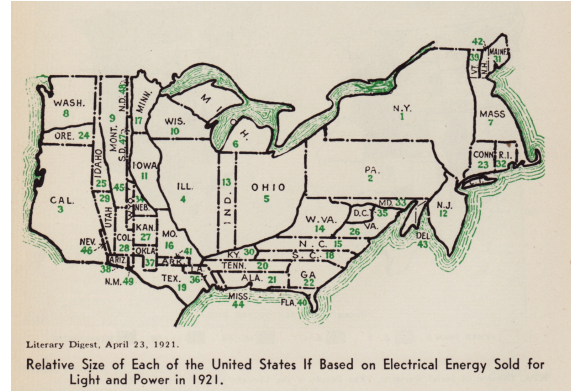 WASH.
8
ORE. 24
CAL.
3
IDAHO
25
29
UTAH
NEV.
46
9
MONT.
45
N.D. 48
S.D. 47
MINN.
17
IOWA
11
34
NEB.
KAN.
27
COL.
28
OKLA.
37
ARIZ.
38
N.M. 49
TEX.
19
MO.
16
ARK.
41
LA.
36
WIS.
10
MICH.
6
ILL.
4
IND.
13
OHIO
5
KY.
30
TENN.
20
ALA.
21
MISS.
44
GA
22
FLA. 40
N. C. 15
S. C. 18
W.VA.
14
VA.
26
D.C.
35
MD. 33
DEL.
43
PA.
2
N.Y.
1
N.J.
12
42
VT.
39
N.H.
MAINE
31
MASS
7
CONN.
23
R.I.
32
Literary Digest, April 23, 1921.
Relative Size of Each of the United States If Based on Electrical Energy Sold for
Light and Power in 1921.